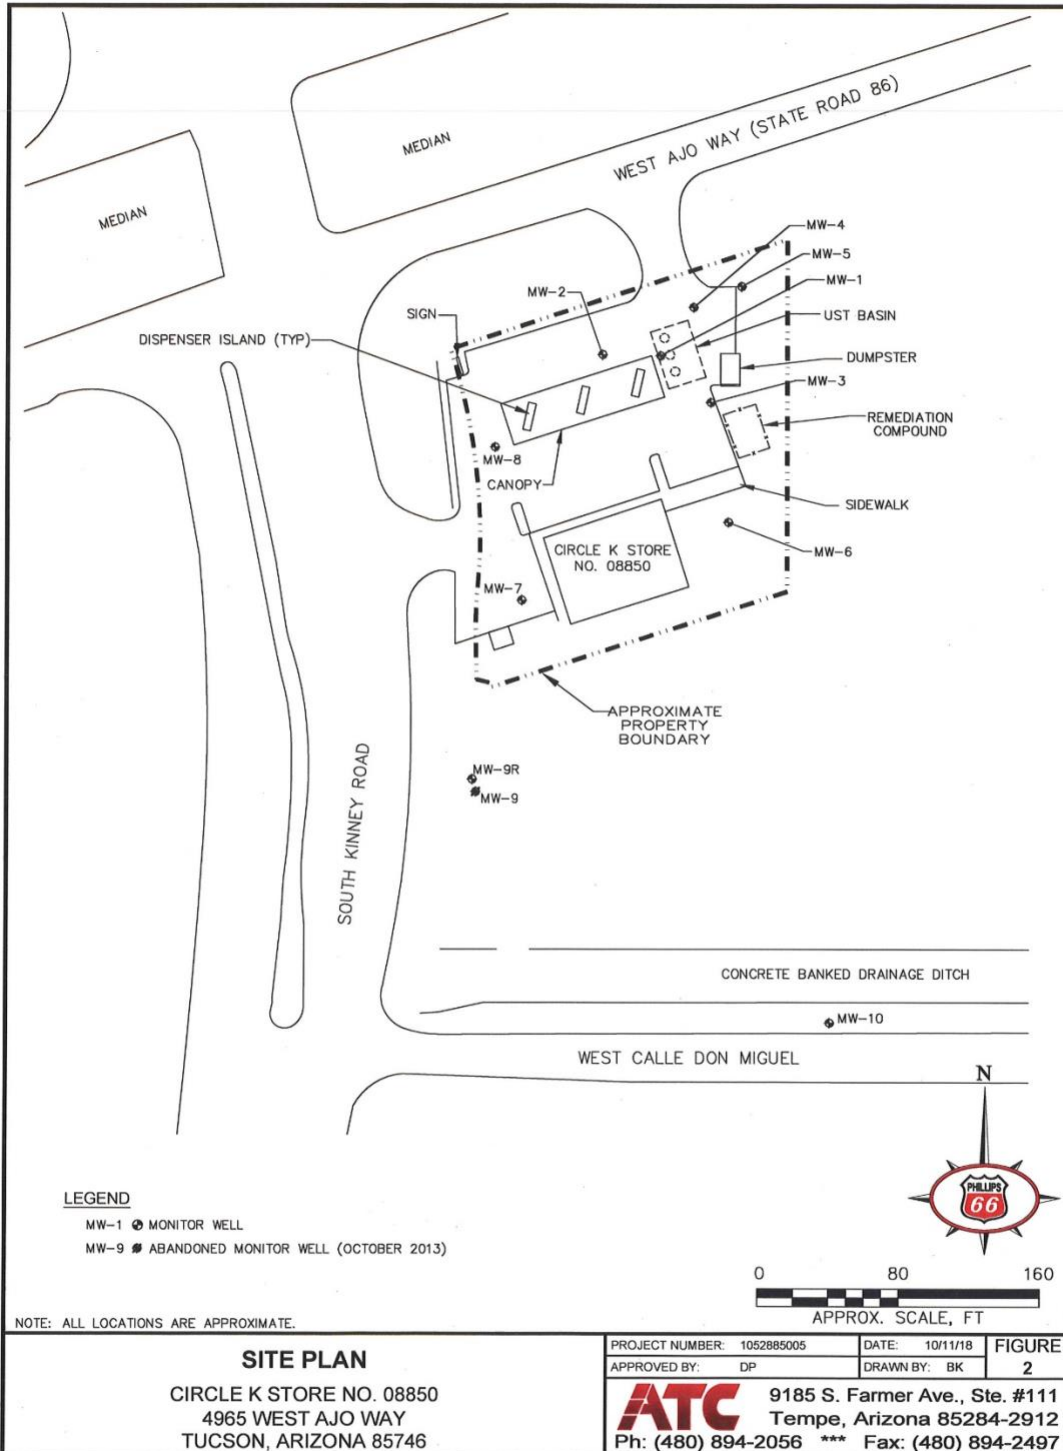 MEDIAN
WEST AJO WAY (STATE ROAD 86)
MEDIAN
MW-4
MW-5
MW-2
MW-1
SIGN
UST BASIN
DISPENSER ISLAND (TYP)
DUMPSTER
MW-3
REMEDIATION
COMPOUND
MW-8
CANOPY
SIDEWALK
CIRCLE K STORE
NO. 08850
MW-6
MW-7
APPROXIMATE
PROPERTY
BOUNDARY
MW-9R
MW-9
SOUTH KINNEY ROAD
CONCRETE BANKED DRAINAGE DITCH
MW-10
WEST CALLE DON MIGUEL
N
PHILLIPS
66
LEGEND
MW-1 MONITOR WELL
MW-9 ABANDONED MONITOR WELL (OCTOBER 2013)
0 80 160
APPROX. SCALE, FT
NOTE: ALL LOCATIONS ARE APPROXIMATE.
SITE PLAN
CIRCLE K STORE NO. 08850
4965 WEST AJO WAY
TUCSON, ARIZONA 85746
PROJECT NUMBER: 1052885005
DATE: 10/11/18
FIGURE
2
APPROVED BY: DP
DRAWN BY: BK
ATC
9185 S. Farmer Ave., Ste. #111
Tempe, Arizona 85284-2912
Ph: (480) 894-2056 *** Fax: (480) 894-2497